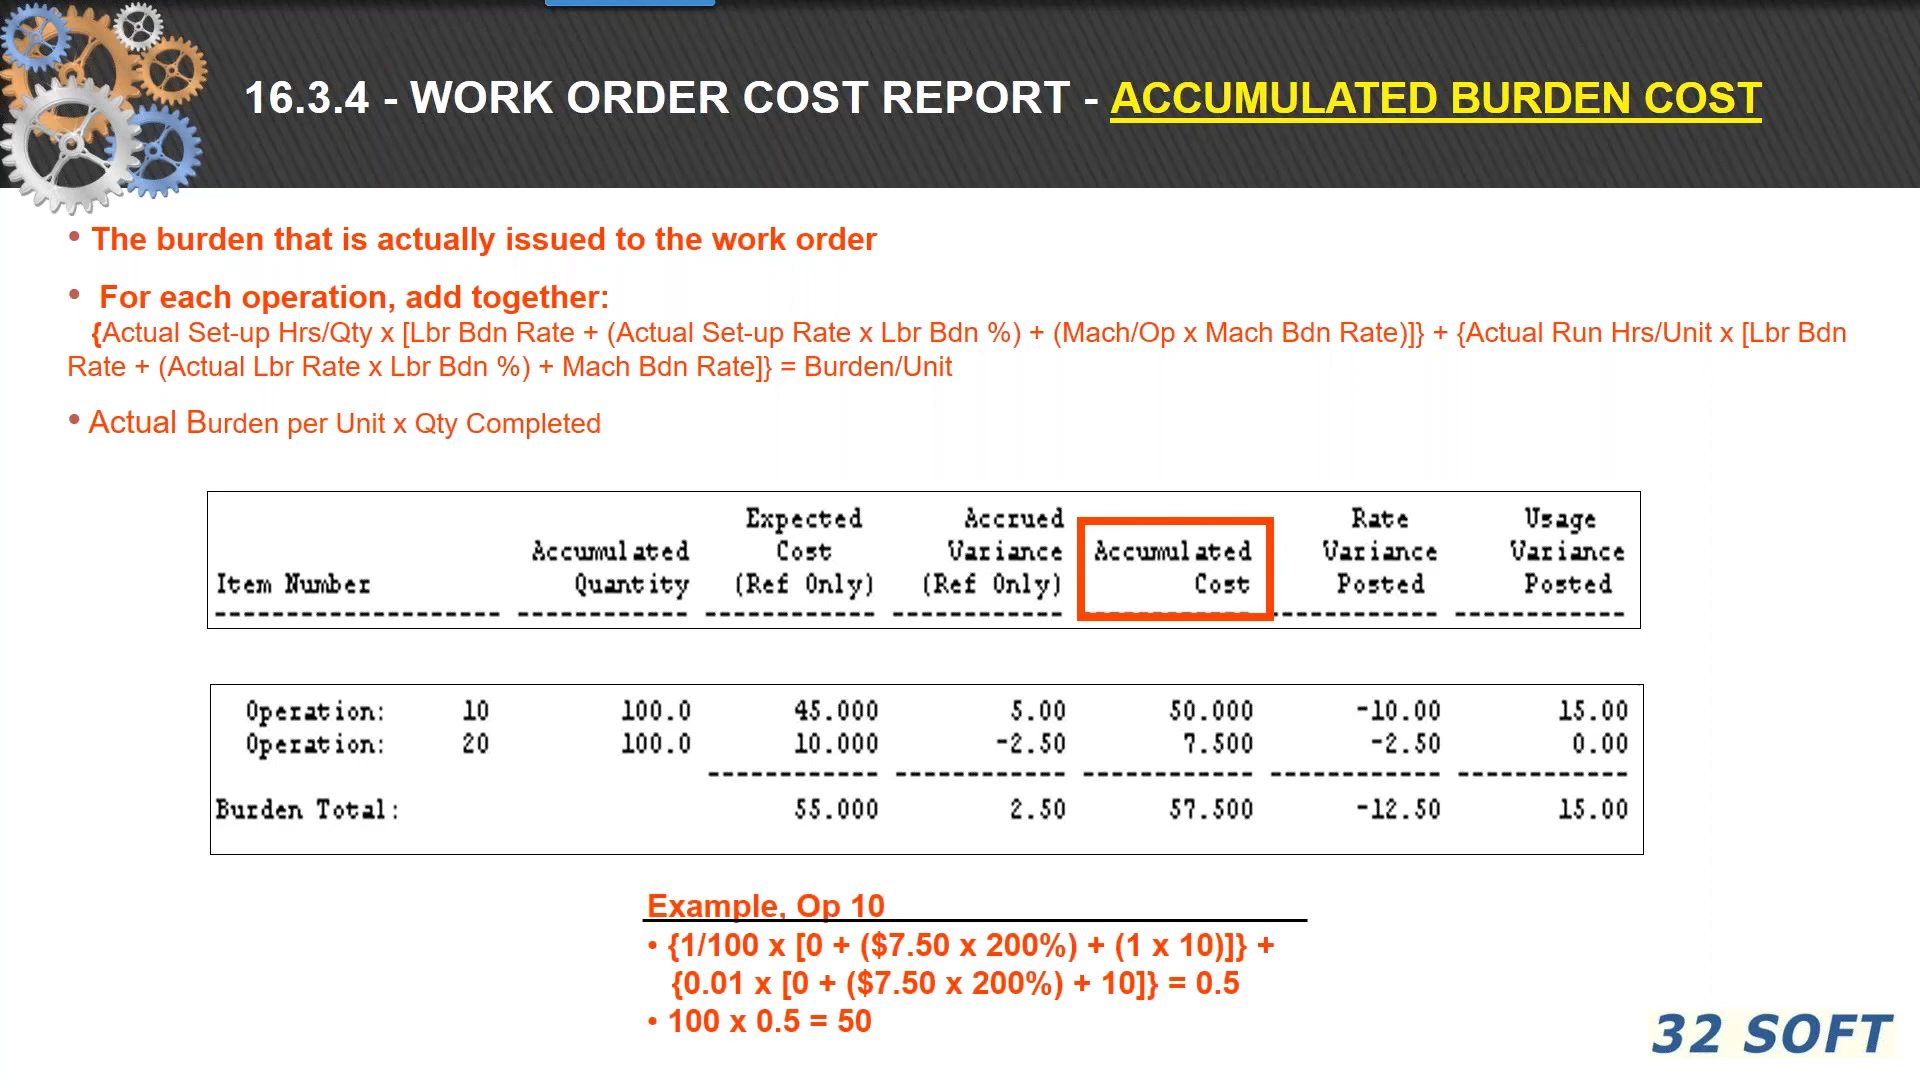 16.3.4 - WORK ORDER COST REPORT - ACCUMULATED BURDEN COST
• The burden that is actually issued to the work order
• For each operation, add together:
{Actual Set-up Hrs/Qty x [Lbr Bdn Rate + (Actual Set-up Rate x Lbr Bdn %) + (Mach/Op x Mach Bdn Rate)]} + {Actual Run Hrs/Unit x [Lbr Bdn
Rate + (Actual Lbr Rate x Lbr Bdn %) + Mach Bdn Rate]} = Burden/Unit
• Actual Burden per Unit x Qty Completed
Expected Accrued Rate Usage
Accumulated Cost Variance Accumulated Variance Variance
Item Number Quantity (Ref Only) (Ref Only) Cost Posted Posted
Operation: 10 100.0 45.000 5.00 50.000 -10.00 15.00
Operation: 20 100.0 10.000 -2.50 7.500 -2.50 0.00
Burden Total: 55.000 2.50 57.500 -12.50 15.00
Example, Op 10
• {1/100 x [0 + ($7.50 x 200%) + (1 x 10)]} +
{0.01 x [0 + ($7.50 x 200%) + 10]} = 0.5
• 100 x 0.5 = 50
32 SOFT